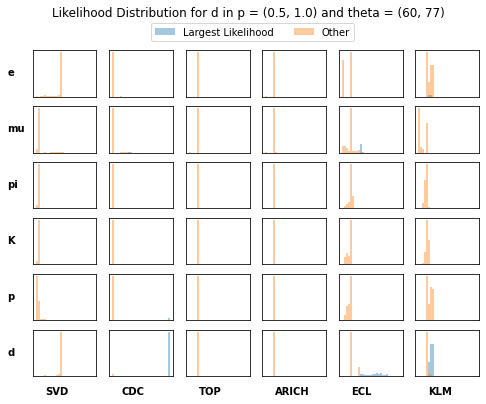 Likelihood Distribution for d in p = (0.5, 1.0) and theta = (60, 77)
Largest Likelihood Other
e
mu
pi
K
p
d
SVD CDC TOP ARICH ECL KLM